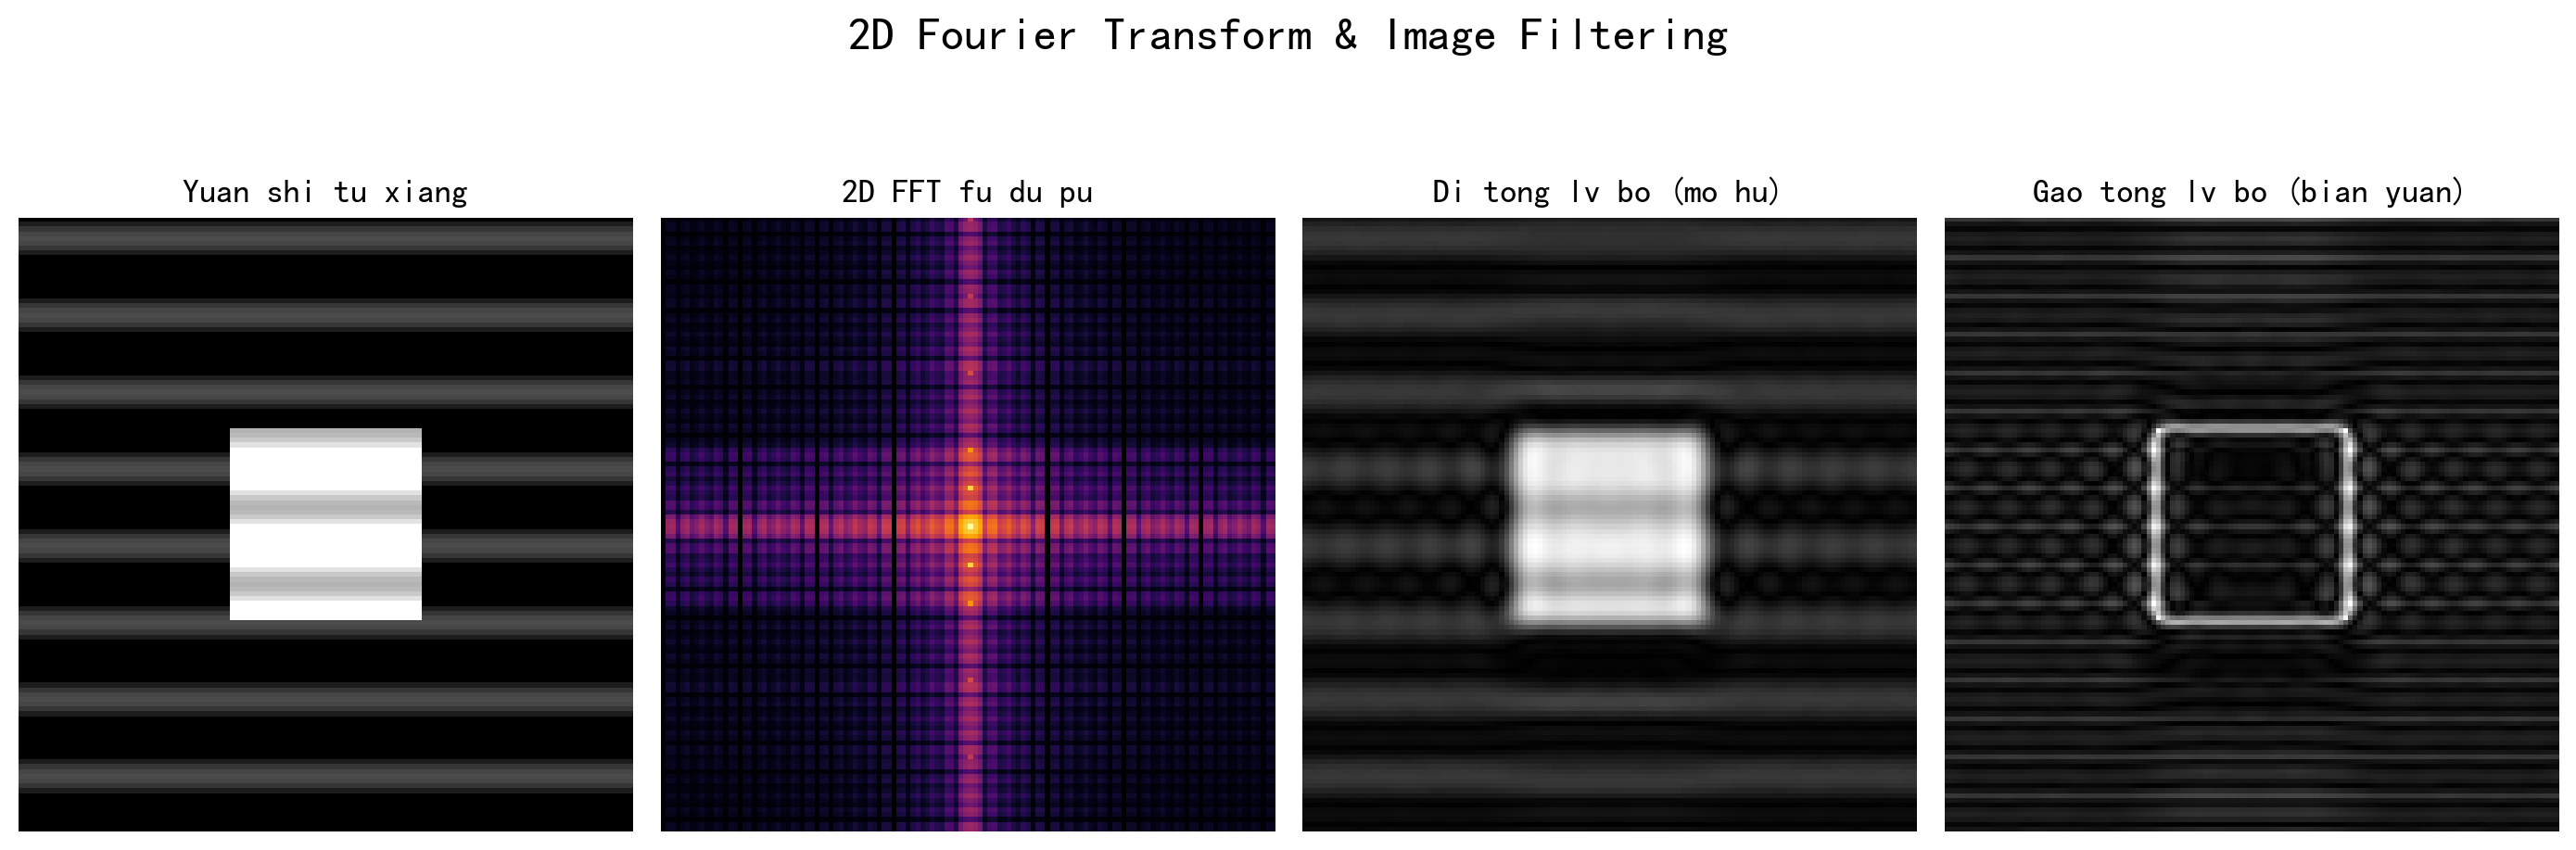 2D Fourier Transform & Image Filtering
Yuan shi tu xiang
2D FFT fu du pu
Di tong lv bo (mo hu)
Gao tong lv bo (bian yuan)